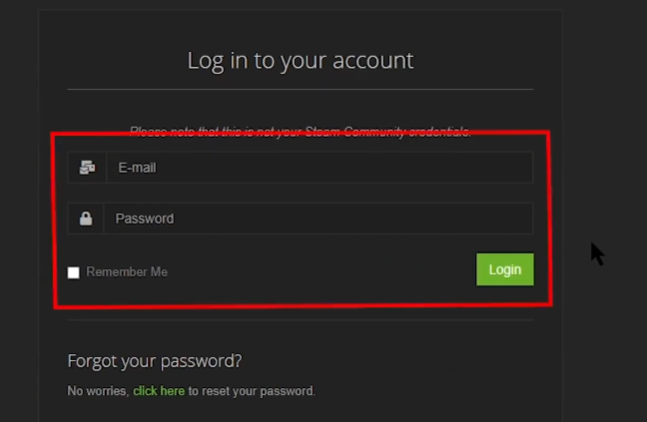 Log in to your account
Please note that this is not your Steam Community credentials.
E-mail
Password
Remember Me
Login
Forgot your password?
No worries, click here to reset your password.